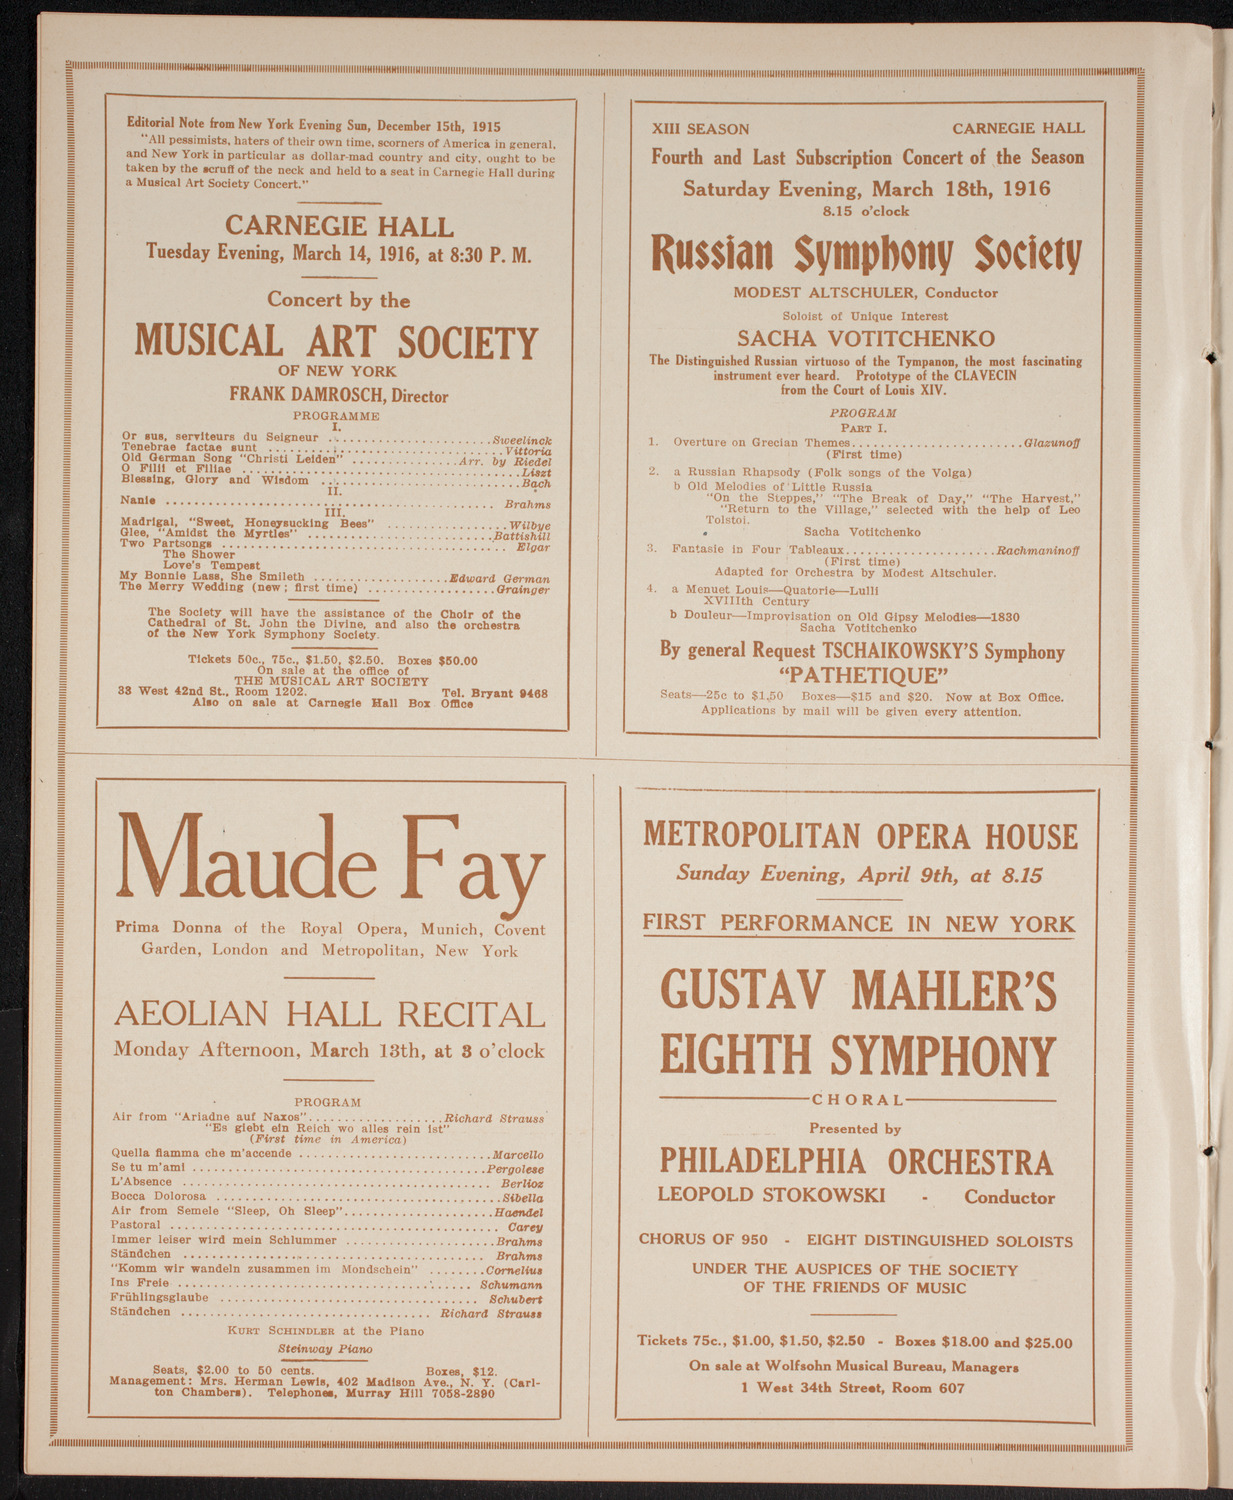 Editorial Note from New York Evening Sun, December 15th, 1915
"All pessimists, haters of their own time, scorners of America in general,
and New York in particular as dollar-mad country and city, ought to be
taken by the scruff of the neck and held to a seat in Carnegie Hall during
a Musical Art Society Concert."
CARNEGIE HALL
Tuesday Evening, March 14, 1916, at 8:30 P. M.
Concert by the
MUSICAL ART SOCIETY
OF NEW YORK
FRANK DAMROSCH, Director
PROGRAMME
I.
Or sus, serviteurs du Seigneur ......................Sweelinck
Tenebrae factae sunt ................................Vittoria
Old German Song "Christi Leiden" ..............Arr. by Riedel
O Filii et Filiae ......................................Liszt
Blessing, Glory and Wisdom ...........................Bach
II.
Nanie ............................................. Brahms
III.
Madrigal, "Sweet, Honeysucking Bees" ................Wilbye
Glee, "Amidst the Myrtles" .........................Battishill
Two Partsongs ....................................... Elgar
The Shower
Love's Tempest
My Bonnie Lass, She Smileth ..................Edward German
The Merry Wedding (new; first time) .................Grainger
The Society will have the assistance of the Choir of the
Cathedral of St. John the Divine, and also the orchestra
of the New York Symphony Society.
Tickets 50c., 75c., $1.50, $2.50. Boxes $50.00
On sale at the office of
THE MUSICAL ART SOCIETY
33 West 42nd St., Room 1202. Tel. Bryant 9468
Also on sale at Carnegie Hall Box Office
XIII SEASON CARNEGIE HALL
Fourth and Last Subscription Concert of the Season
Saturday Evening, March 18th, 1916
8.15 o'clock
Russian Symphony Society
MODEST ALTSCHULER, Conductor
Soloist of Unique Interest
SACHA VOTITCHENKO
The Distinguished Russian virtuoso of the Tympanon, the most fascinating
instrument ever heard. Prototype of the CLAVECIN
from the Court of Louis XIV.
PROGRAM
PART I.
1. Overture on Grecian Themes.......................Glazunoff
(First time)
2. a Russian Rhapsody (Folk songs of the Volga)
b Old Melodies of Little Russia
"On the Steppes," "The Break of Day," "The Harvest,"
"Return to the Village," selected with the help of Leo
Tolstoi.
Sacha Votitchenko
3. Fantasie in Four Tableaux....................Rachmaninoff
(First time)
Adapted for Orchestra by Modest Altschuler.
4. a Menuet Louis—Quatorie—Lulli
XVIIIth Century
b Douleur—Improvisation on Old Gipsy Melodies—1830
Sacha Votitchenko
By general Request TSCHAIKOWSKY'S Symphony
"PATHETIQUE"
Seats—25c to $1,50 Boxes—$15 and $20. Now at Box Office.
Applications by mail will be given every attention.
Maude Fay
Prima Donna of the Royal Opera, Munich, Covent
Garden, London and Metropolitan, New York
AEOLIAN HALL RECITAL
Monday Afternoon, March 13th, at 3 o'clock
PROGRAM
Air from "Ariadne auf Naxos"..................Richard Strauss
"Es giebt ein Reich wo alles rein ist"
(First time in America)
Quella fiamma che m'accende ..........................Marcello
Se tu m'ami ........................................Pergolese
L'Absence .......................................... Berlioz
Bocca Dolorosa ......................................Sibella
Air from Semele "Sleep, Oh Sleep"....................Haendel
Pastoral ............................................ Carey
Immer leiser wird mein Schlummer ....................Brahms
Ständchen .......................................... Brahms
"Komm wir wandeln zusammen im Mondschein" ........Cornelius
Ins Freie ........................................ Schumann
Frühlingsglaube ................................... Schubert
Ständchen ................................. Richard Strauss
KURT SCHINDLER at the Piano
Steinway Piano
Seats, $2.00 to 50 cents. Boxes, $12.
Management: Mrs. Herman Lewis, 402 Madison Ave., N. Y. (Carl-
ton Chambers). Telephones, Murray Hill 7058-2890
METROPOLITAN OPERA HOUSE
Sunday Evening, April 9th, at 8.15
FIRST PERFORMANCE IN NEW YORK
GUSTAV MAHLER'S
EIGHTH SYMPHONY
CHORAL
Presented by
PHILADELPHIA ORCHESTRA
LEOPOLD STOKOWSKI - Conductor
CHORUS OF 950 - EIGHT DISTINGUISHED SOLOISTS
UNDER THE AUSPICES OF THE SOCIETY
OF THE FRIENDS OF MUSIC
Tickets 75c., $1.00, $1.50, $2.50 - Boxes $18.00 and $25.00
On sale at Wolfsohn Musical Bureau, Managers
1 West 34th Street, Room 607